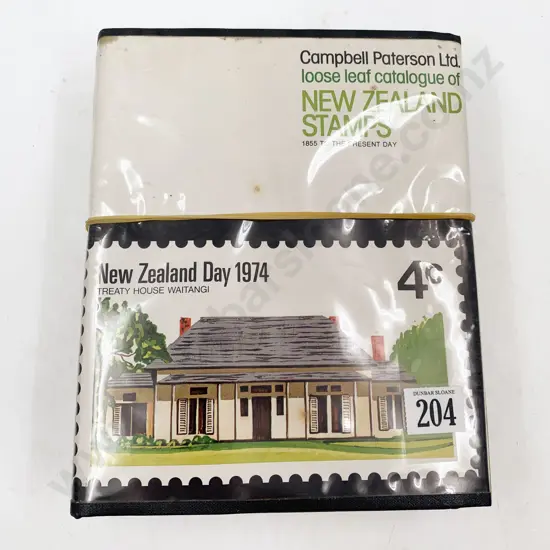 Campbell Paterson Ltd.
loose leaf catalogue of
NEW ZEALAND
STAMPS
1855 TO THE PRESENT DAY
New Zealand Day 1974
4c
TREATY HOUSE WAITANGI
DUNBAR SLOANE
204